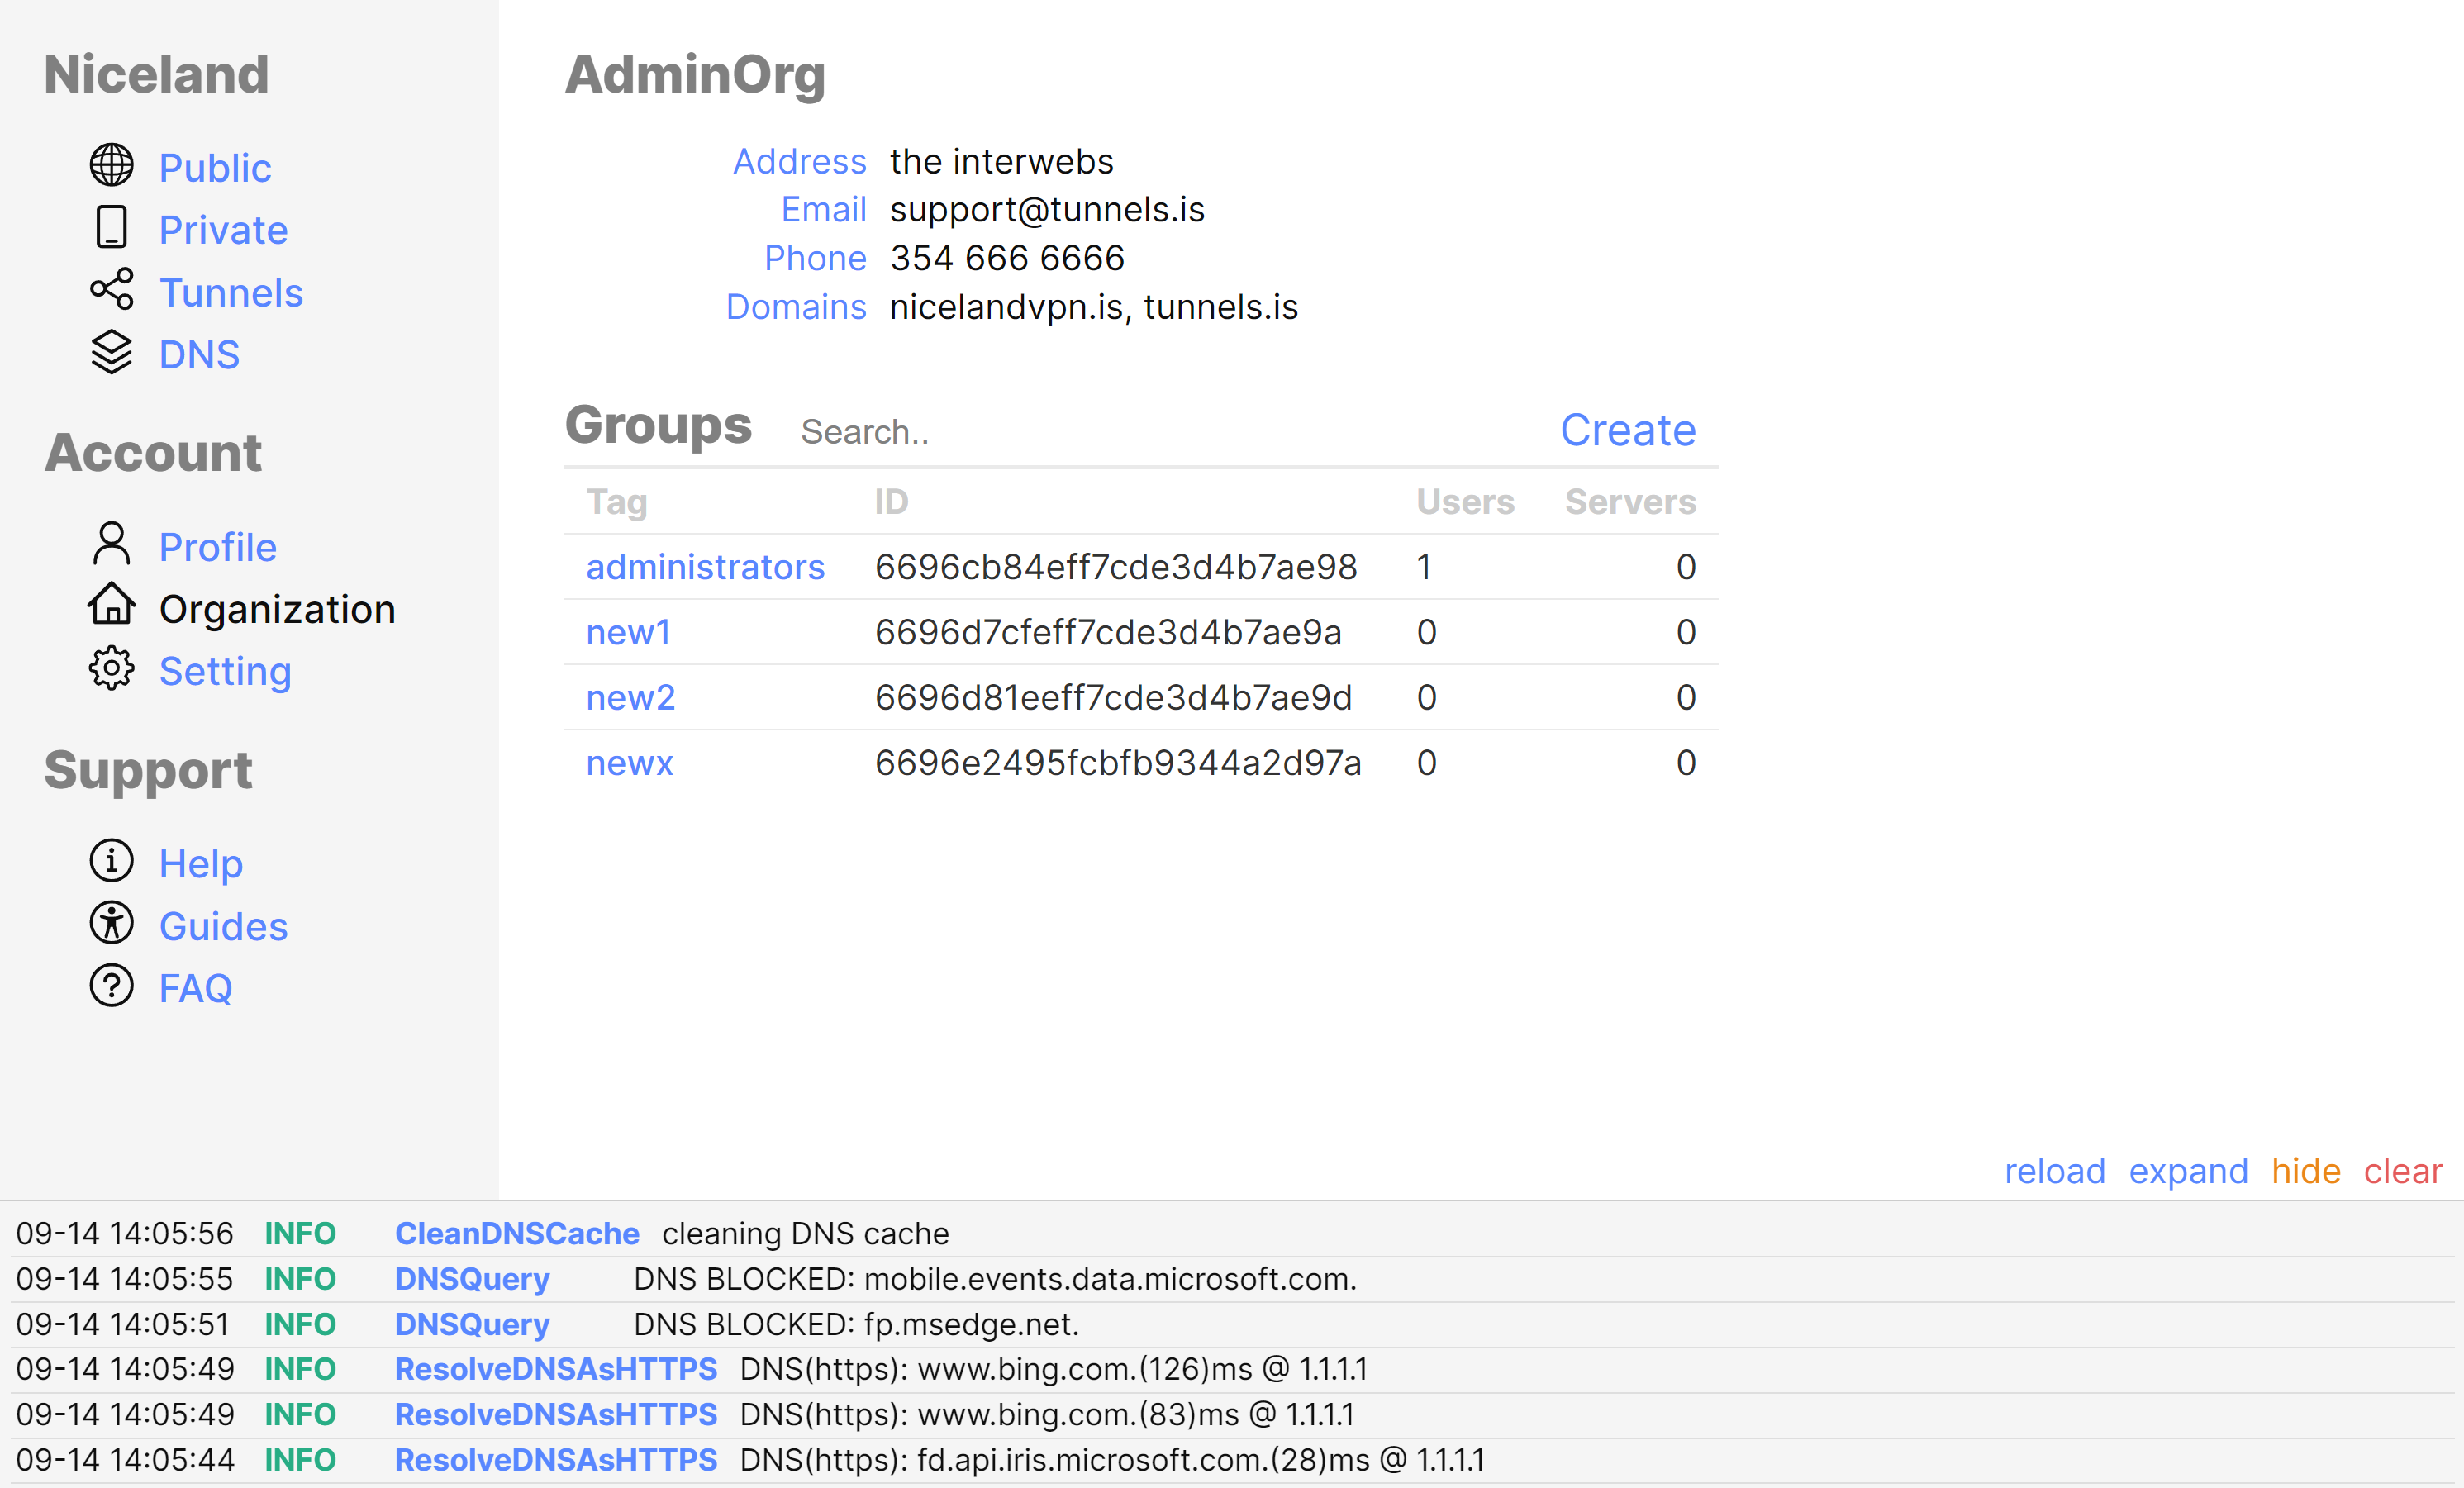 Niceland
Public
Private
Tunnels
DNS
Account
Profile
Organization
Setting
Support
Help
Guides
FAQ
AdminOrg
Address the interwebs
Email support@tunnels.is
Phone 354 666 6666
Domains nicelandvpn.is, tunnels.is
Groups Search.. Create
Tag ID Users Servers
administrators 6696cb84eff7cde3d4b7ae98 1 0
new1 6696d7cfeff7cde3d4b7ae9a 0 0
new2 6696d81eeff7cde3d4b7ae9d 0 0
newx 6696e2495fcbfb9344a2d97a 0 0
reload expand hide clear
09-14 14:05:56 INFO CleanDNSCache cleaning DNS cache
09-14 14:05:55 INFO DNSQuery DNS BLOCKED: mobile.events.data.microsoft.com.
09-14 14:05:51 INFO DNSQuery DNS BLOCKED: fp.msedge.net.
09-14 14:05:49 INFO ResolveDNSAsHTTPS DNS(https): www.bing.com.(126)ms @ 1.1.1.1
09-14 14:05:49 INFO ResolveDNSAsHTTPS DNS(https): www.bing.com.(83)ms @ 1.1.1.1
09-14 14:05:44 INFO ResolveDNSAsHTTPS DNS(https): fd.api.iris.microsoft.com.(28)ms @ 1.1.1.1